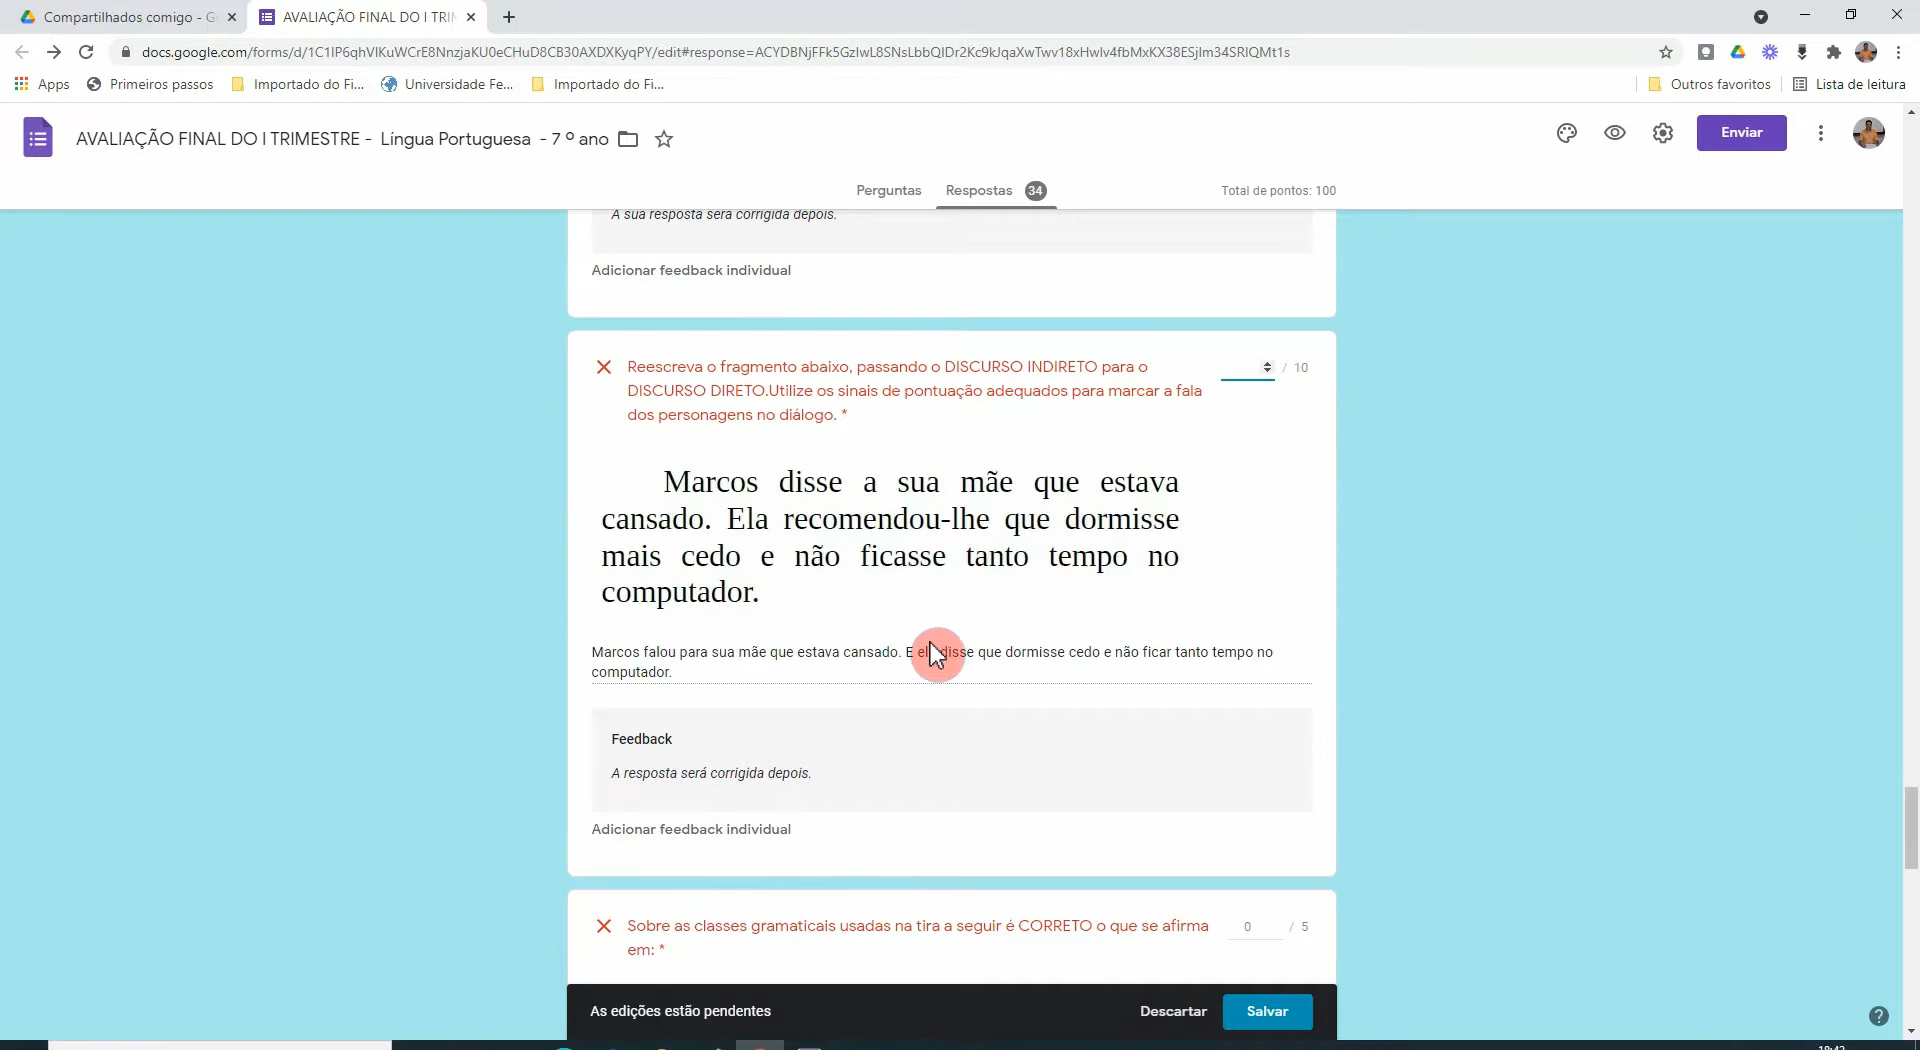 Compartilhados comigo - G
AVALIAÇÃO FINAL DO I TRIM
docs.google.com/forms/d/1C1lP6qhVlKuWCrE8NnzjaKU0eCHuD8CB30AXDXKyqPY/edit#response=ACYDBNjFFk5GzIwL8SNsLbbQIDr2Kc9kJqaXwTwv18xHwlv4fbMxKX38ESjlm34SRIQMt1s
Apps Primeiros passos Importado do Fi... Universidade Fe... Importado do Fi... Outros favoritos Lista de leitura
AVALIAÇÃO FINAL DO I TRIMESTRE - Língua Portuguesa - 7 º ano
Enviar
Perguntas Respostas 34 Total de pontos: 100
A sua resposta será corrigida depois.
Adicionar feedback individual
Reescreva o fragmento abaixo, passando o DISCURSO INDIRETO para o / 10
DISCURSO DIRETO.Utilize os sinais de pontuação adequados para marcar a fala
dos personagens no diálogo. *
Marcos disse a sua mãe que estava
cansado. Ela recomendou-lhe que dormisse
mais cedo e não ficasse tanto tempo no
computador.
Marcos falou para sua mãe que estava cansado. E ela disse que dormisse cedo e não ficar tanto tempo no
computador.
Feedback
A resposta será corrigida depois.
Adicionar feedback individual
Sobre as classes gramaticais usadas na tira a seguir é CORRETO o que se afirma 0 / 5
em: *
As edições estão pendentes Descartar Salvar